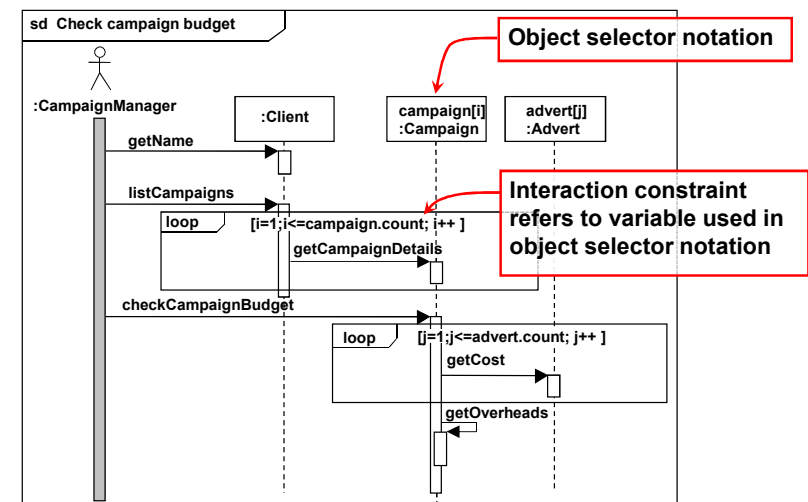 sd Check campaign budget
Object selector notation
:CampaignManager
:Client
campaign[i]
:Campaign
advert[j]
:Advert
getName
listCampaigns
Interaction constraint
refers to variable used in
object selector notation
loop
[i=1;i<=campaign.count; i++ ]
getCampaignDetails
checkCampaignBudget
loop
[j=1;j<=advert.count; j++ ]
getCost
getOverheads